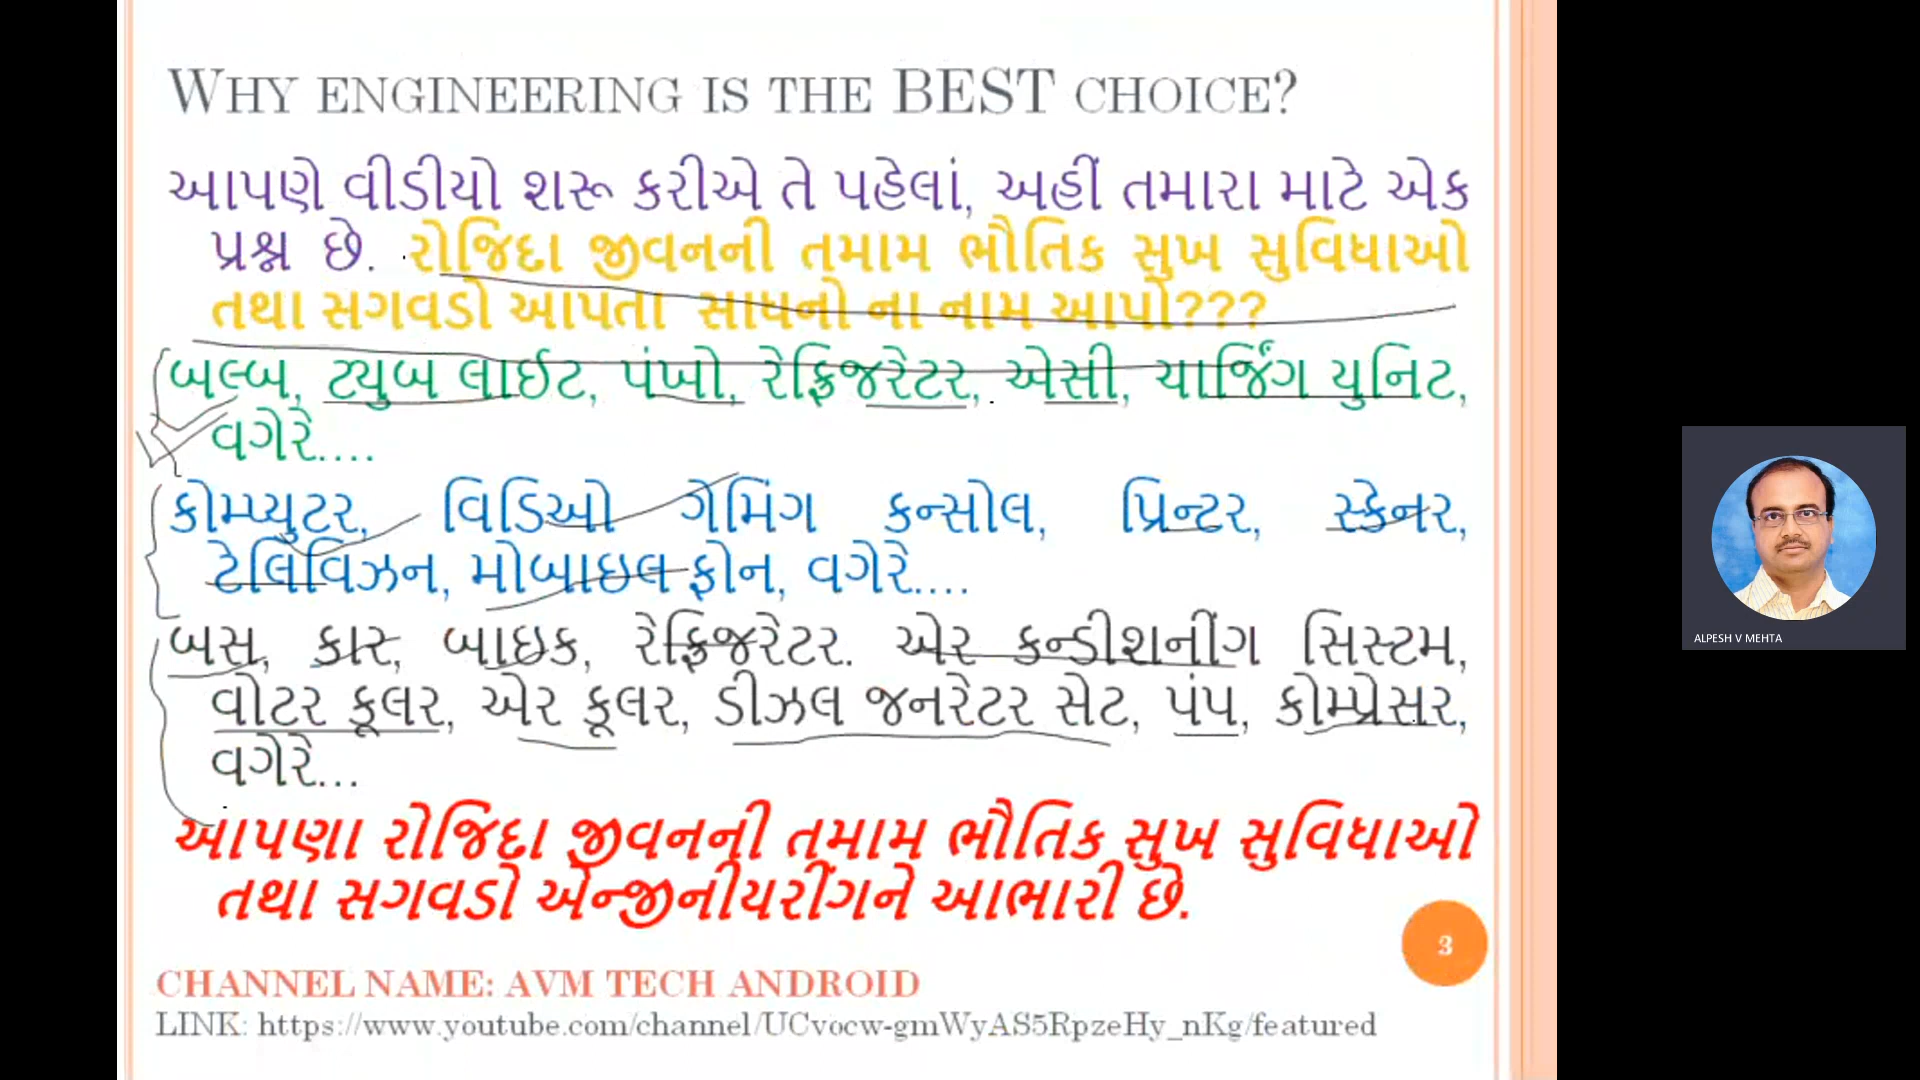 WHY ENGINEERING IS THE BEST CHOICE?
આપણે વીડીયો શરૂ કરીએ તે પહેલાં, અહીં તમારા માટે એક
પ્રશ્ન છે. રોજિંદા જીવનની તમામ ભૌતિક સુખ સુવિધાઓ
તથા સગવડો આપતા સાધનો ના નામ આપો???
બલ્બ, ટ્યુબ લાઈટ, પંખો, રેફ્રિજરેટર, એસી, ચાર્જિંગ યુનિટ,
વગેરે....
કોમ્પ્યુટર, વિડિઓ ગેમિંગ કન્સોલ, પ્રિન્ટર, સ્કેનર,
ટેલિવિઝન, મોબાઇલ ફોન, વગેરે....
બસ, કાર, બાઇક, રેફ્રિજરેટર. એર કન્ડીશનીંગ સિસ્ટમ,
વોટર કૂલર, એર કૂલર, ડીઝલ જનરેટર સેટ, પંપ, કોમ્પ્રેસર,
વગેરે...
આપણા રોજિંદા જીવનની તમામ ભૌતિક સુખ સુવિધાઓ
તથા સગવડો એન્જીનીયરીંગને આભારી છે.
3
CHANNEL NAME: AVM TECH ANDROID
LINK: https://www.youtube.com/channel/UCvocw-gmWyAS5RpzeHy_nKg/featured
ALPESH V MEHTA